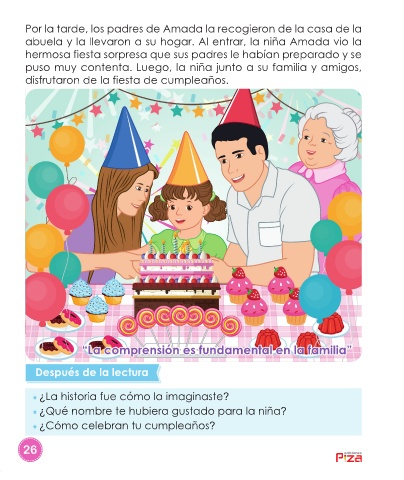 Por la tarde, los padres de Amada la recogieron de la casa de la
abuela y la llevaron a su hogar. Al entrar, la niña Amada vio la
hermosa fiesta sorpresa que sus padres le habían preparado y se
puso muy contenta. Luego, la niña junto a su familia y amigos,
disfrutaron de la fiesta de cumpleaños.
"La comprensión es fundamental en la familia"
Después de la lectura
• ¿La historia fue cómo la imaginaste?
• ¿Qué nombre te hubiera gustado para la niña?
• ¿Cómo celebran tu cumpleaños?
26